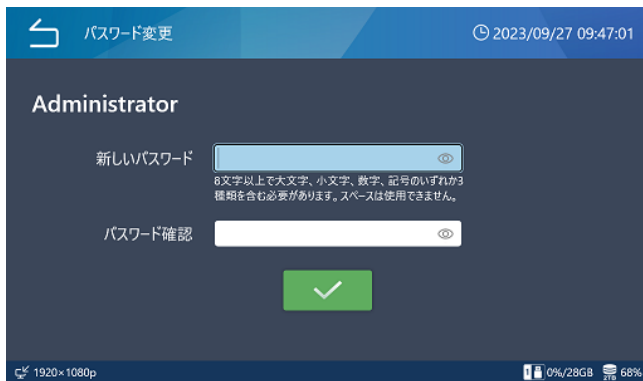 パスワード変更
2023/09/27 09:47:01
Administrator
新しいパスワード
8文字以上で大文字、小文字、数字、記号のいずれか3
種類を含む必要があります。スペースは使用できません。
パスワード確認
1920×1080p
1 0%/28GB 2TB 68%